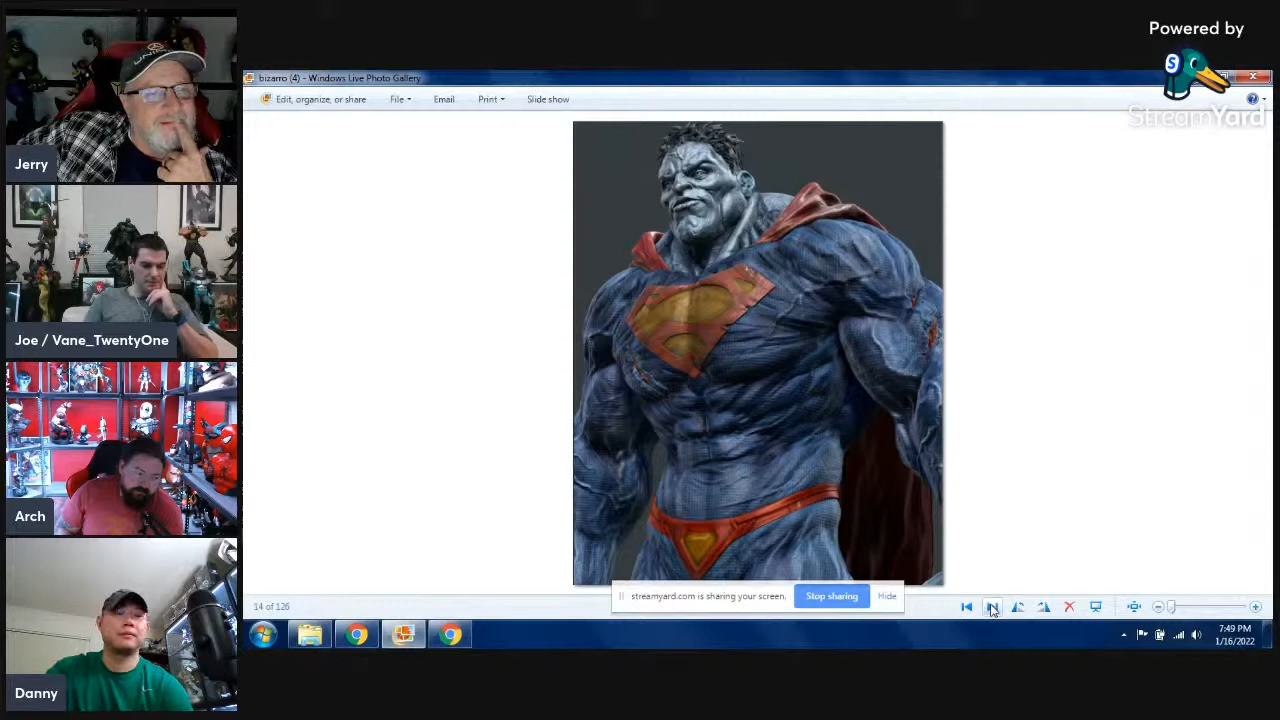 Powered by
S
StreamYard
Jerry
Joe / Vane_TwentyOne
Arch
Danny
bizarro (4) - Windows Live Photo Gallery
Edit, organize, or share
File
Email
Print
Slide show
streamyard.com is sharing your screen.
Stop sharing
Hide
14 of 126
7:49 PM
1/16/2022